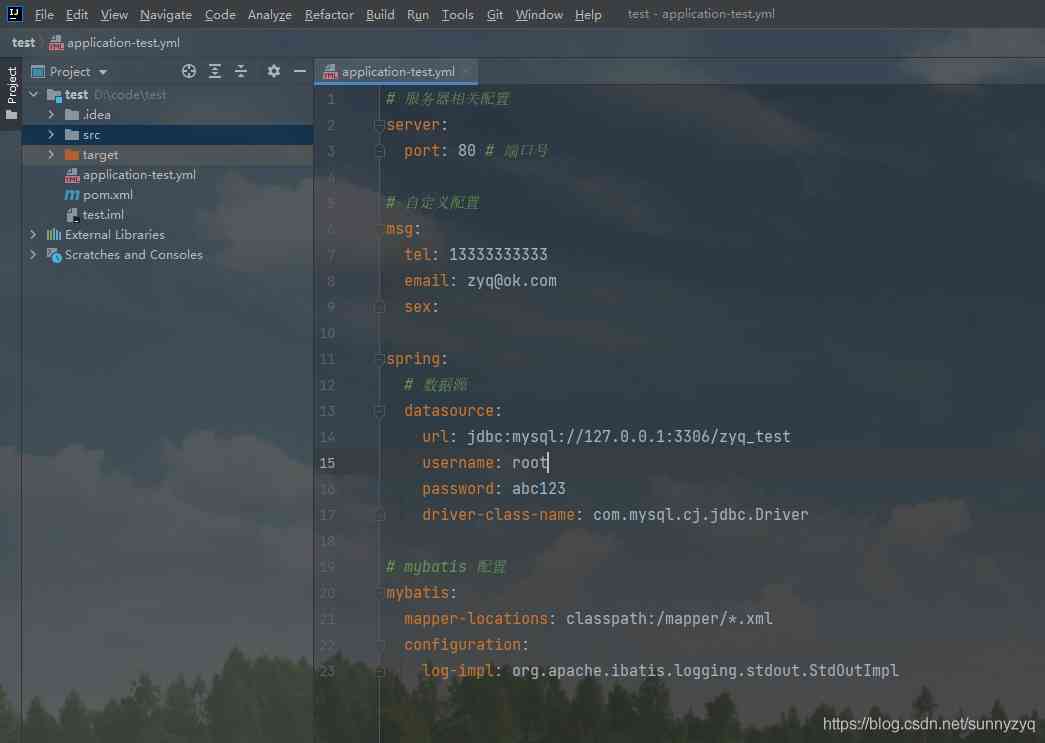 File Edit View Navigate Code Analyze Refactor Build Run Tools Git Window Help test - application-test.yml
test application-test.yml
Project
Project
application-test.yml
test D:\code\test
.idea
src
target
application-test.yml
pom.xml
test.iml
External Libraries
Scratches and Consoles
1 # 服务器相关配置
2 server:
3 port: 80 # 端口号
4
5 # 自定义配置
6 msg:
7 tel: 13333333333
8 email: zyq@ok.com
9 sex:
10
11 spring:
12 # 数据源
13 datasource:
14 url: jdbc:mysql://127.0.0.1:3306/zyq_test
15 username: root
16 password: abc123
17 driver-class-name: com.mysql.cj.jdbc.Driver
18
19 # mybatis 配置
20 mybatis:
21 mapper-locations: classpath:/mapper/*.xml
22 configuration:
23 log-impl: org.apache.ibatis.logging.stdout.StdOutImpl
https://blog.csdn.net/sunnyzyq